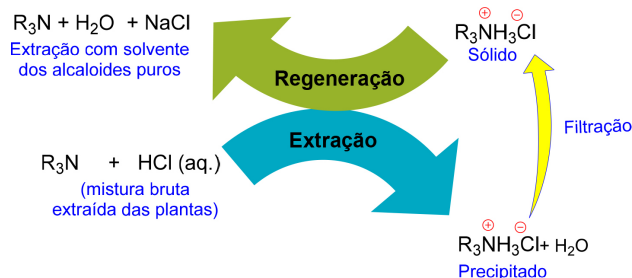 R₃N + H₂O + NaCl
Extração com solvente
dos alcaloides puros
⊕ ⊖
R₃NH₃Cl
Sólido
Regeneração
Filtração
Extração
R₃N + HCl (aq.)
(mistura bruta
extraída das plantas)
⊕ ⊖
R₃NH₃Cl + H₂O
Precipitado